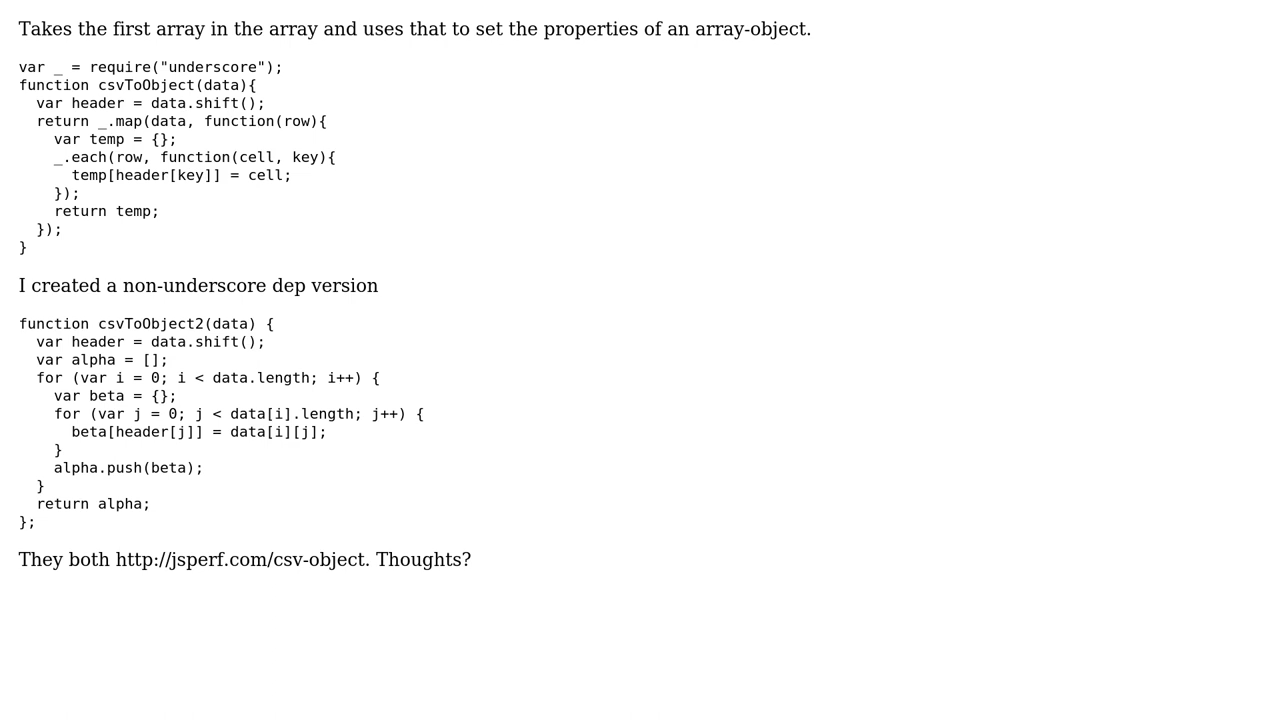 Takes the first array in the array and uses that to set the properties of an array-object.
var _ = require("underscore");
function csvToObject(data){
  var header = data.shift();
  return _.map(data, function(row){
    var temp = {};
    _.each(row, function(cell, key){
      temp[header[key]] = cell;
    });
    return temp;
  });
}
I created a non-underscore dep version
function csvToObject2(data) {
  var header = data.shift();
  var alpha = [];
  for (var i = 0; i < data.length; i++) {
    var beta = {};
    for (var j = 0; j < data[i].length; j++) {
      beta[header[j]] = data[i][j];
    }
    alpha.push(beta);
  }
  return alpha;
};
They both http://jsperf.com/csv-object. Thoughts?